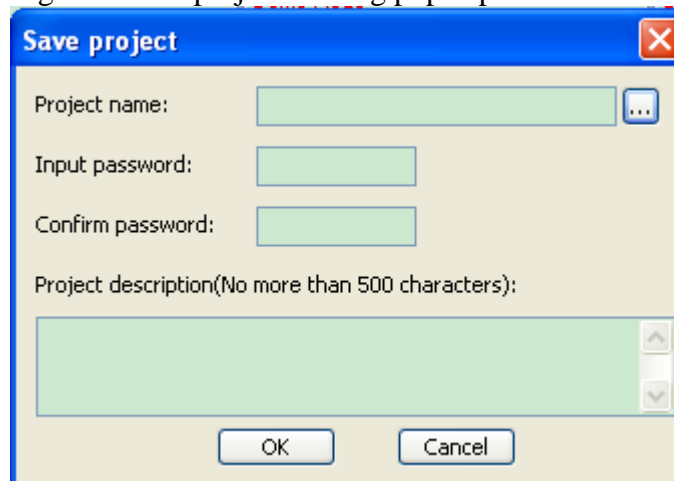 Save project
Project name:
...
Input password:
Confirm password:
Project description(No more than 500 characters):
OK
Cancel